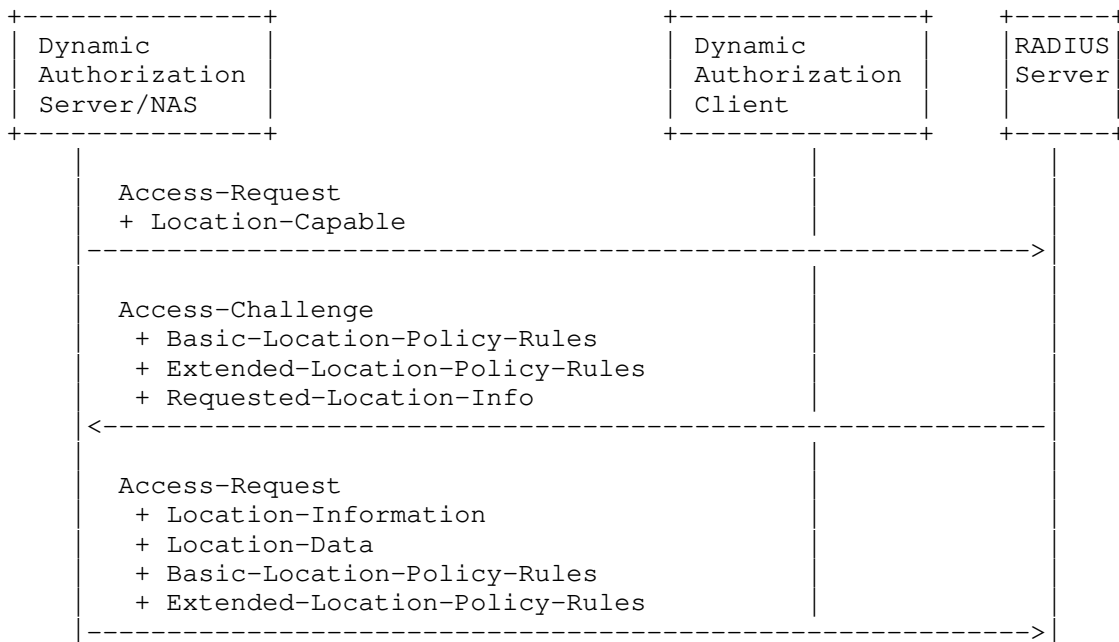 Dynamic Dynamic RADIUS
Authorization Authorization Server
Server/NAS Client
Access-Request
+ Location-Capable
Access-Challenge
+ Basic-Location-Policy-Rules
+ Extended-Location-Policy-Rules
+ Requested-Location-Info
Access-Request
+ Location-Information
+ Location-Data
+ Basic-Location-Policy-Rules
+ Extended-Location-Policy-Rules